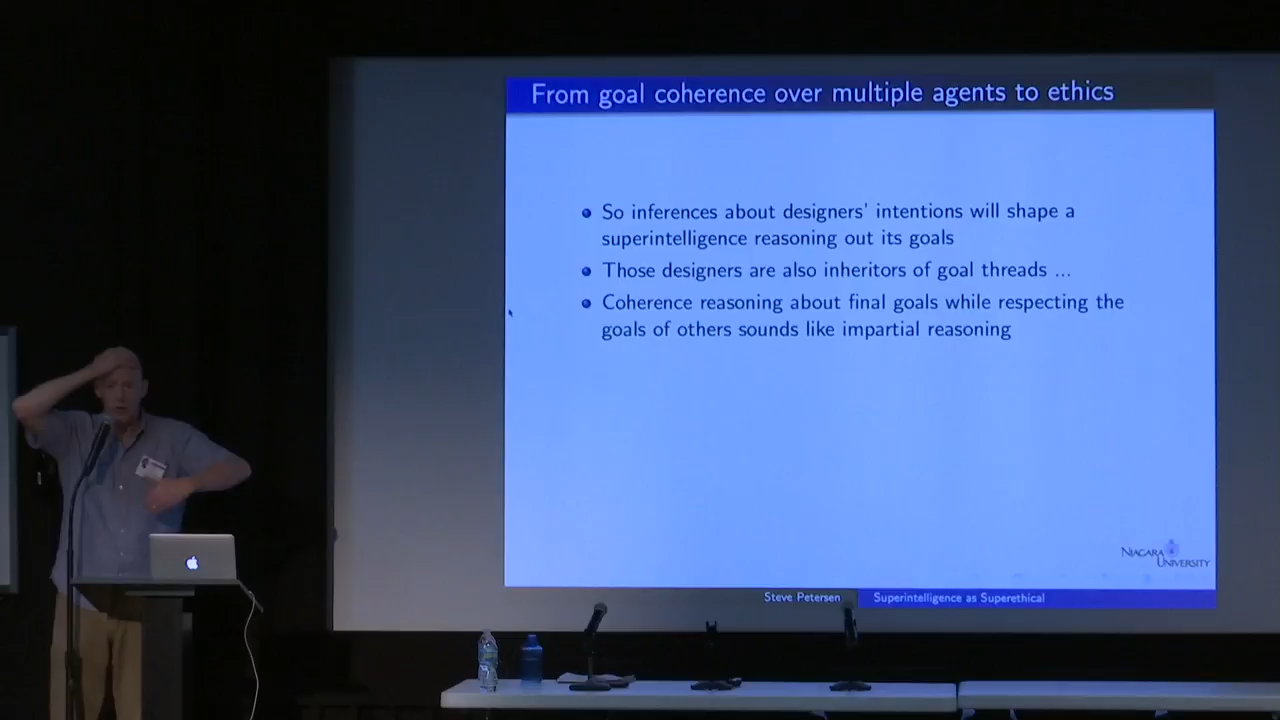 From goal coherence over multiple agents to ethics
So inferences about designers' intentions will shape a
superintelligence reasoning out its goals
Those designers are also inheritors of goal threads ...
Coherence reasoning about final goals while respecting the
goals of others sounds like impartial reasoning
NIAGARA
UNIVERSITY
Steve Petersen
Superintelligence as Superethical